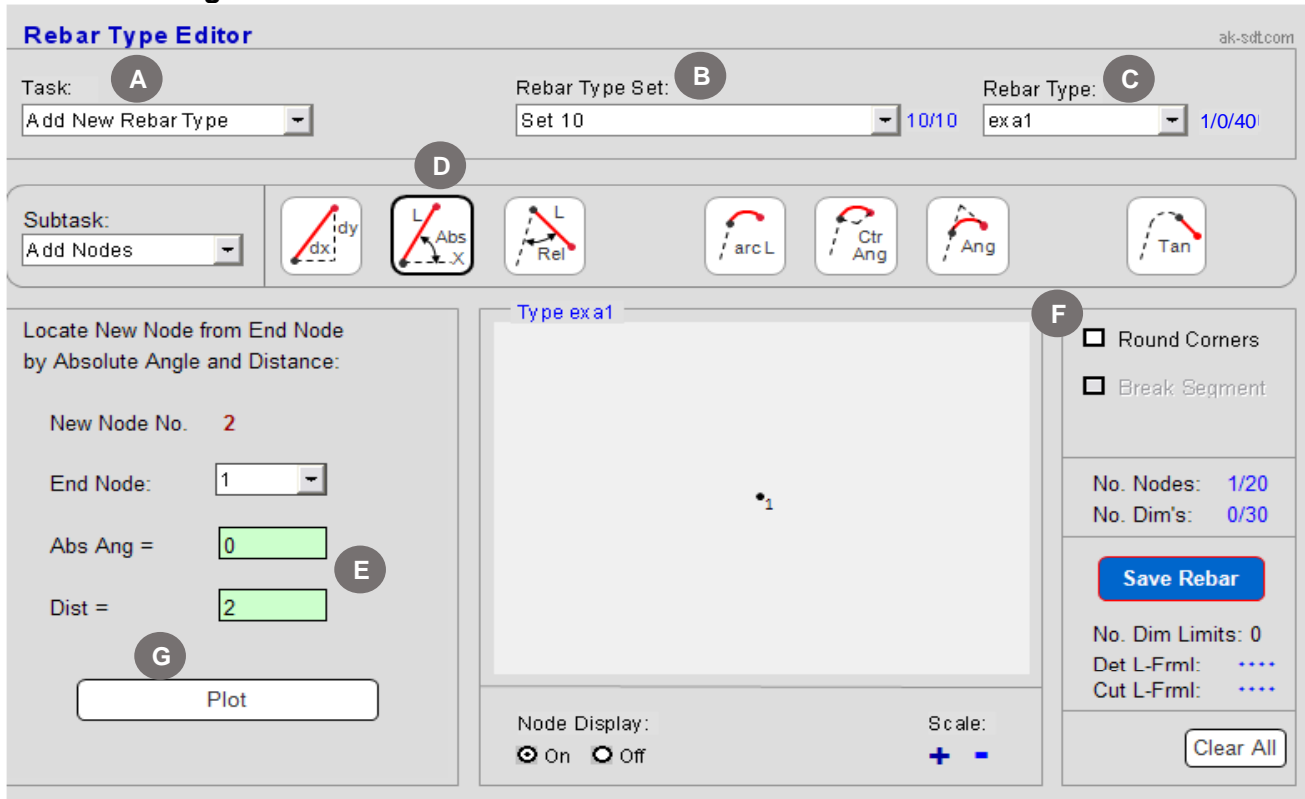 Rebar Type Editor
ak-sdt.com
Task: A
Rebar Type Set: B
Rebar Type: C
Add New Rebar Type
Set 10 10/10
exa1 1/0/40
D
Subtask:
Add Nodes
dy
dx
L
Abs
X
L
Rel
arc L
Ctr
Ang
Ang
Tan
Locate New Node from End Node
by Absolute Angle and Distance:
New Node No. 2
End Node: 1
Abs Ang = 0
E
Dist = 2
G
Plot
Type exa1
1
Node Display:
On Off
Scale:
+ -
F
Round Corners
Break Segment
No. Nodes: 1/20
No. Dim's: 0/30
Save Rebar
No. Dim Limits: 0
Det L-Frml: ····
Cut L-Frml: ····
Clear All